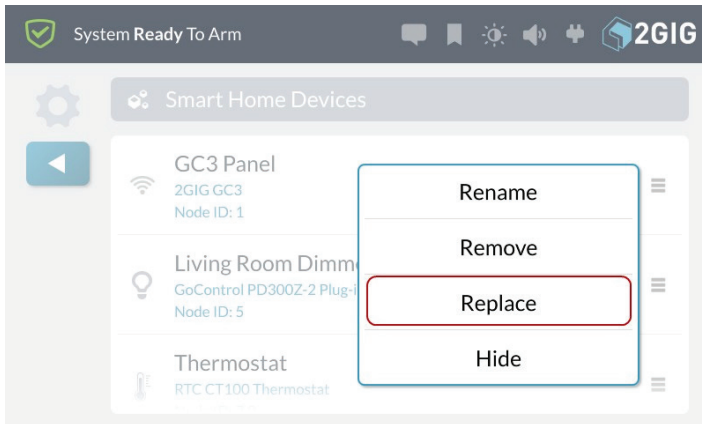 System Ready To Arm
2GIG
Smart Home Devices
GC3 Panel
2GIG GC3
Node ID: 1
Living Room Dimm
GoControl PD300Z-2 Plug-i
Node ID: 5
Thermostat
RTC CT100 Thermostat
Rename
Remove
Replace
Hide